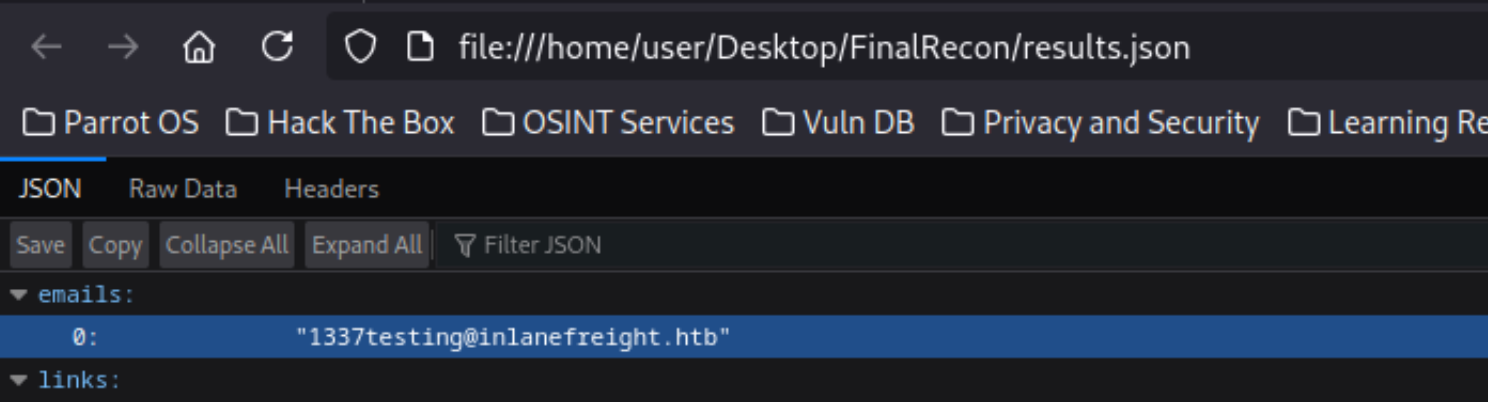 file:///home/user/Desktop/FinalRecon/results.json
Parrot OS Hack The Box OSINT Services Vuln DB Privacy and Security Learning Re
JSON Raw Data Headers
Save Copy Collapse All Expand All Filter JSON
emails:
0: "1337testing@inlanefreight.htb"
links: